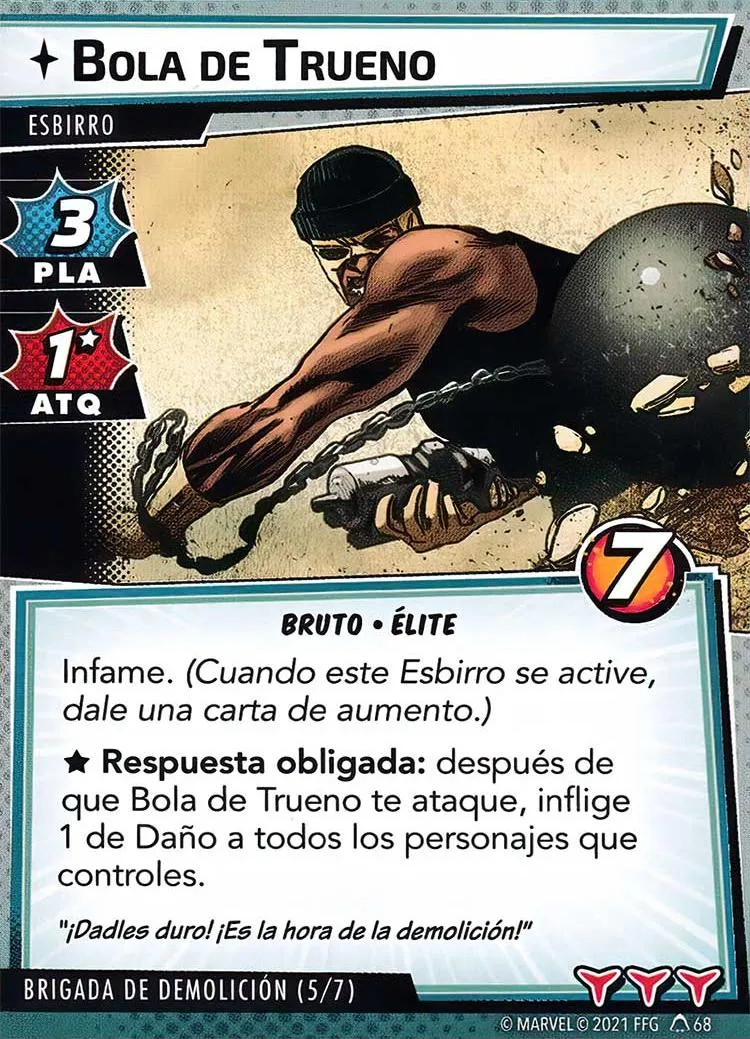 BOLA DE TRUENO
ESBIRRO
3
PLA
1
ATQ
7
BRUTO • ÉLITE
Infame. (Cuando este Esbirro se active,
dale una carta de aumento.)
★ Respuesta obligada: después de
que Bola de Trueno te ataque, inflige
1 de Daño a todos los personajes que
controles.
"¡Dadles duro! ¡Es la hora de la demolición!"
BRIGADA DE DEMOLICIÓN (5/7)
© MARVEL © 2021 FFG 68